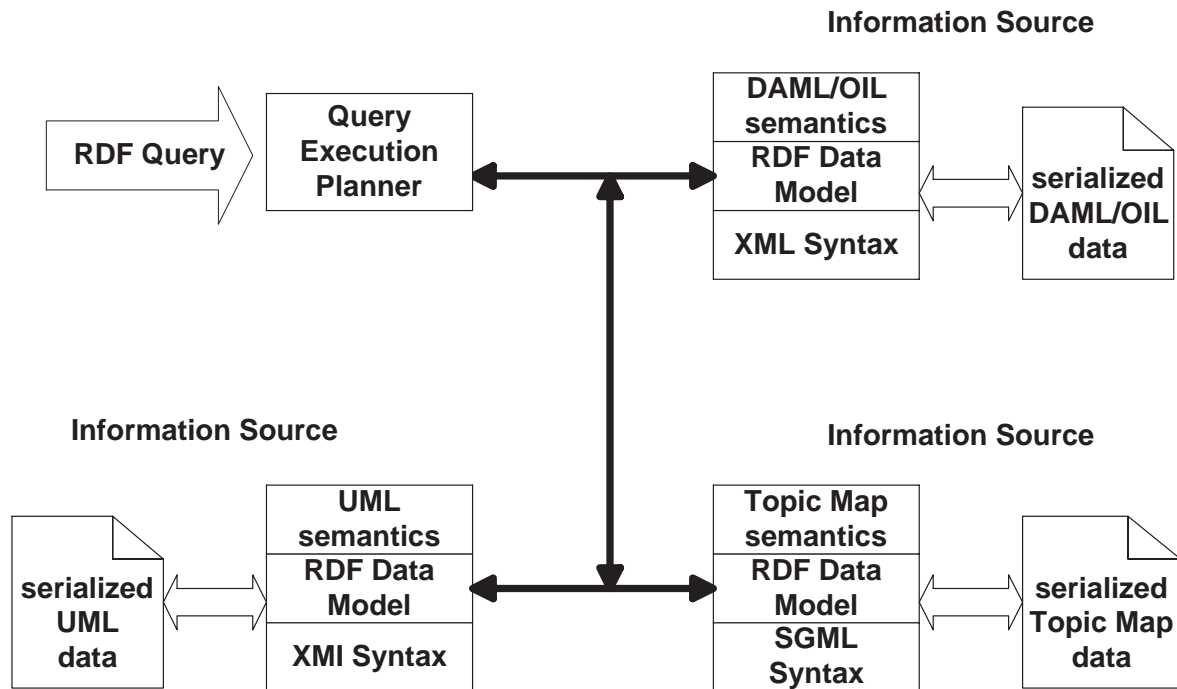 Information Source
RDF Query
Query
Execution
Planner
DAML/OIL
semantics
RDF Data
Model
XML Syntax
serialized
DAML/OIL
data
Information Source
serialized
UML
data
UML
semantics
RDF Data
Model
XMI Syntax
Information Source
Topic Map
semantics
RDF Data
Model
SGML
Syntax
serialized
Topic Map
data